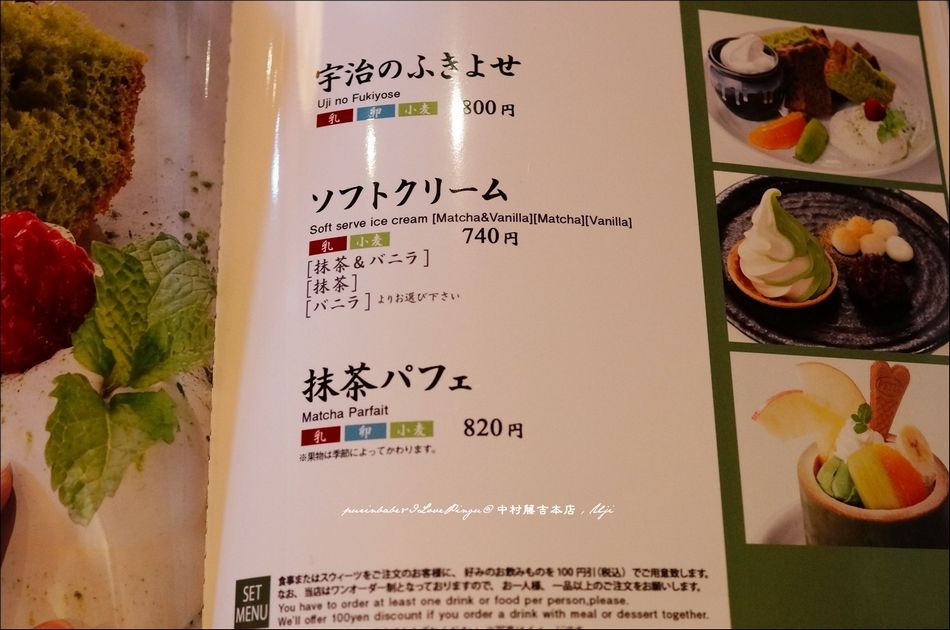 宇治のふきよせ
Uji no Fukiyose
乳 卵 小麦 800円
ソフトクリーム
Soft serve ice cream [Matcha&Vanilla][Matcha][Vanilla]
乳 小麦 740円
[抹茶&バニラ]
[抹茶]
[バニラ] よりお選び下さい
抹茶パフェ
Matcha Parfait
乳 卵 小麦 820円
※果物は季節によってかわります。
purinbabe&ILovePingu@中村藤吉本店, Uji
SET MENU
食事またはスウィーツをご注文のお客様に、好みのお飲みものを100円引(税込)でご用意致します。
なお、当店はワンオーダー制となっておりますので、お一人様、一品以上のご注文をお願いします。
You have to order at least one drink or food per person,please.
We'll offer 100yen discount if you order a drink with meal or dessert together.